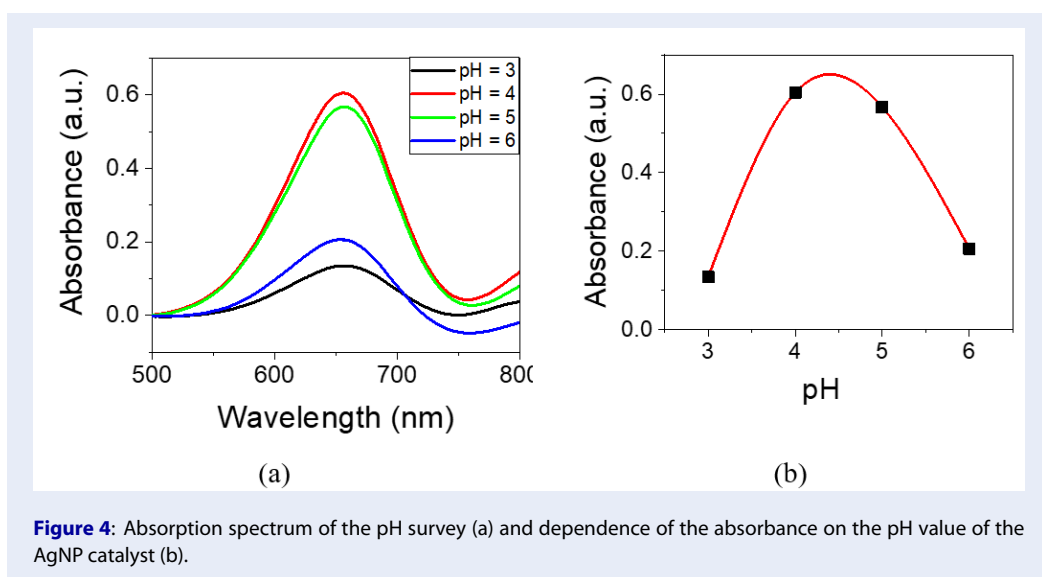 Absorbance (a.u.)
0.6
0.4
0.2
0.0
pH = 3
pH = 4
pH = 5
pH = 6
500 600 700 800
Wavelength (nm)
(a)
Absorbance (a.u.)
0.6
0.4
0.2
0.0
3 4 5 6
pH
(b)
Figure 4: Absorption spectrum of the pH survey (a) and dependence of the absorbance on the pH value of the
AgNP catalyst (b).